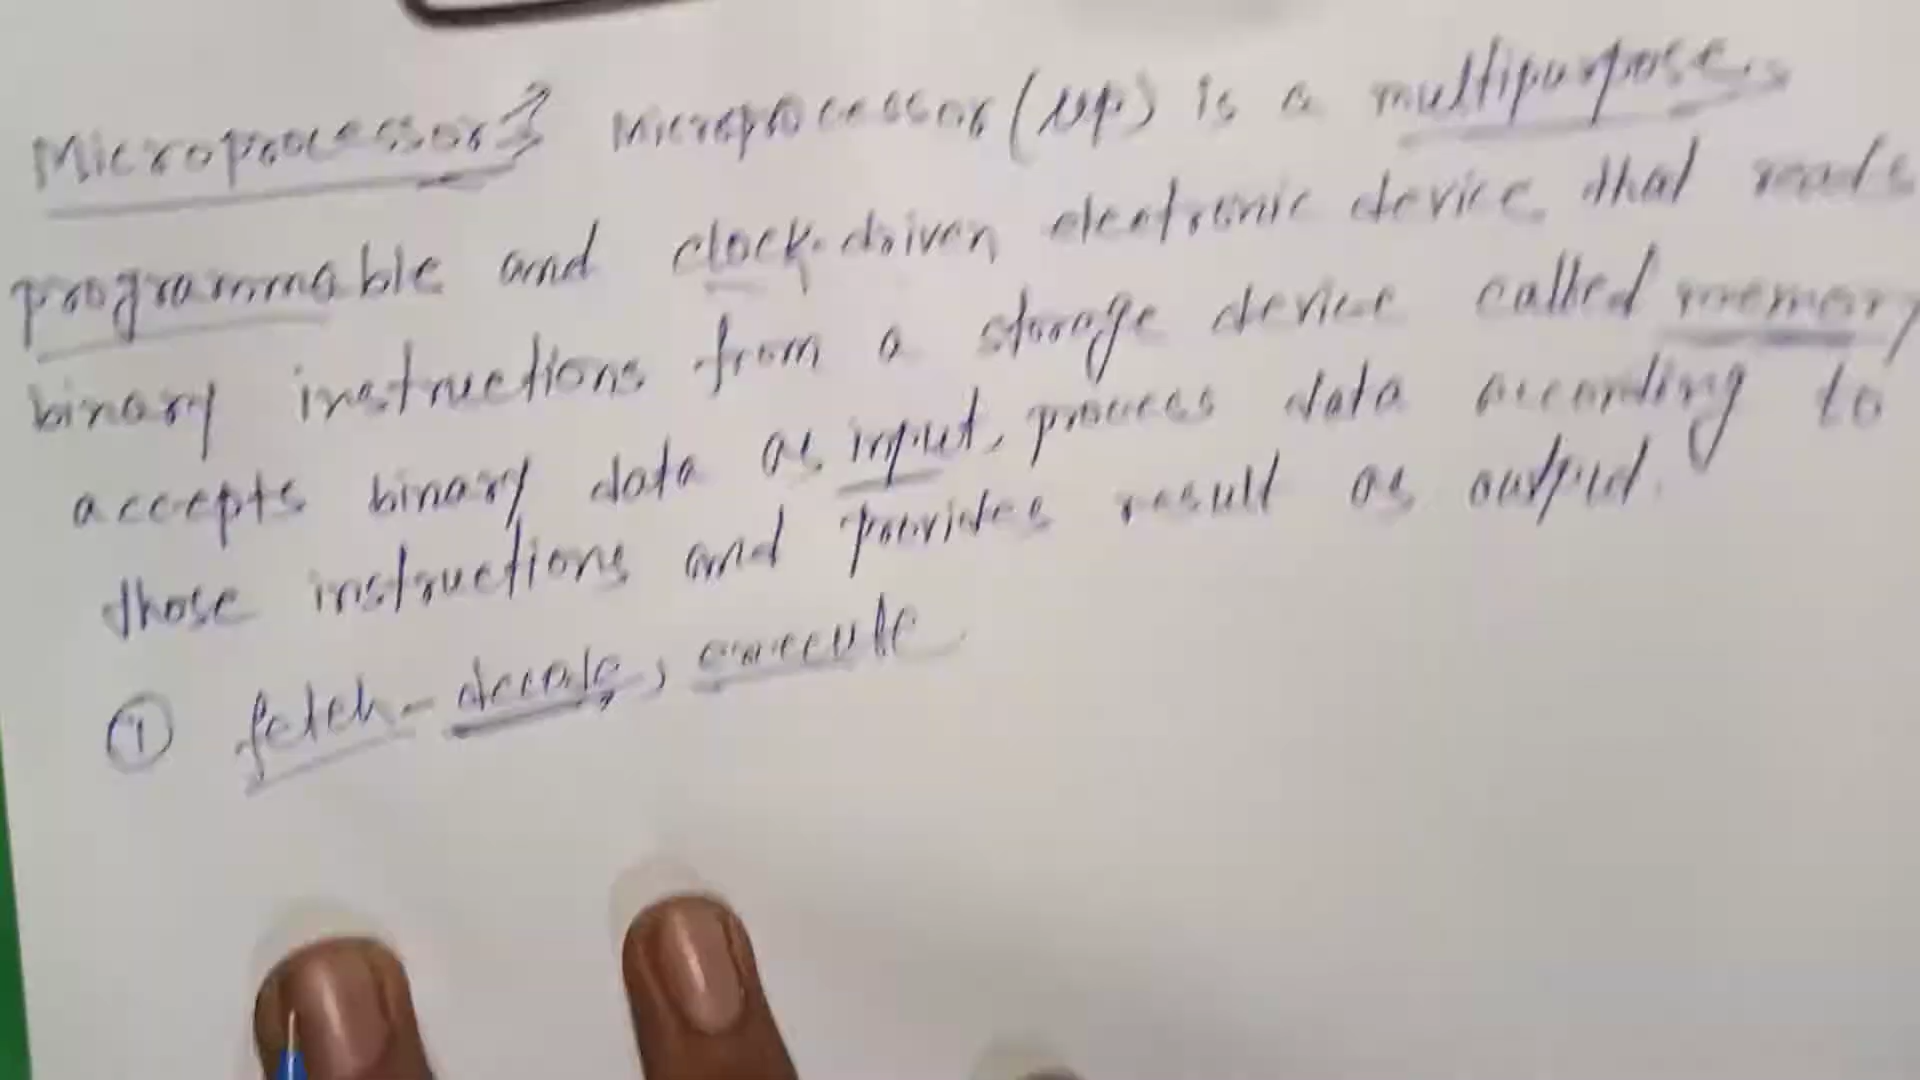 Microprocessor→ Microprocessor (μp) is a multipurpose,
programmable and clock-driven electronic device that reads
binary instructions from a storage device called memory
accepts binary data as input, process data according to
those instructions and provides result as output.
① fetch - decode, execute